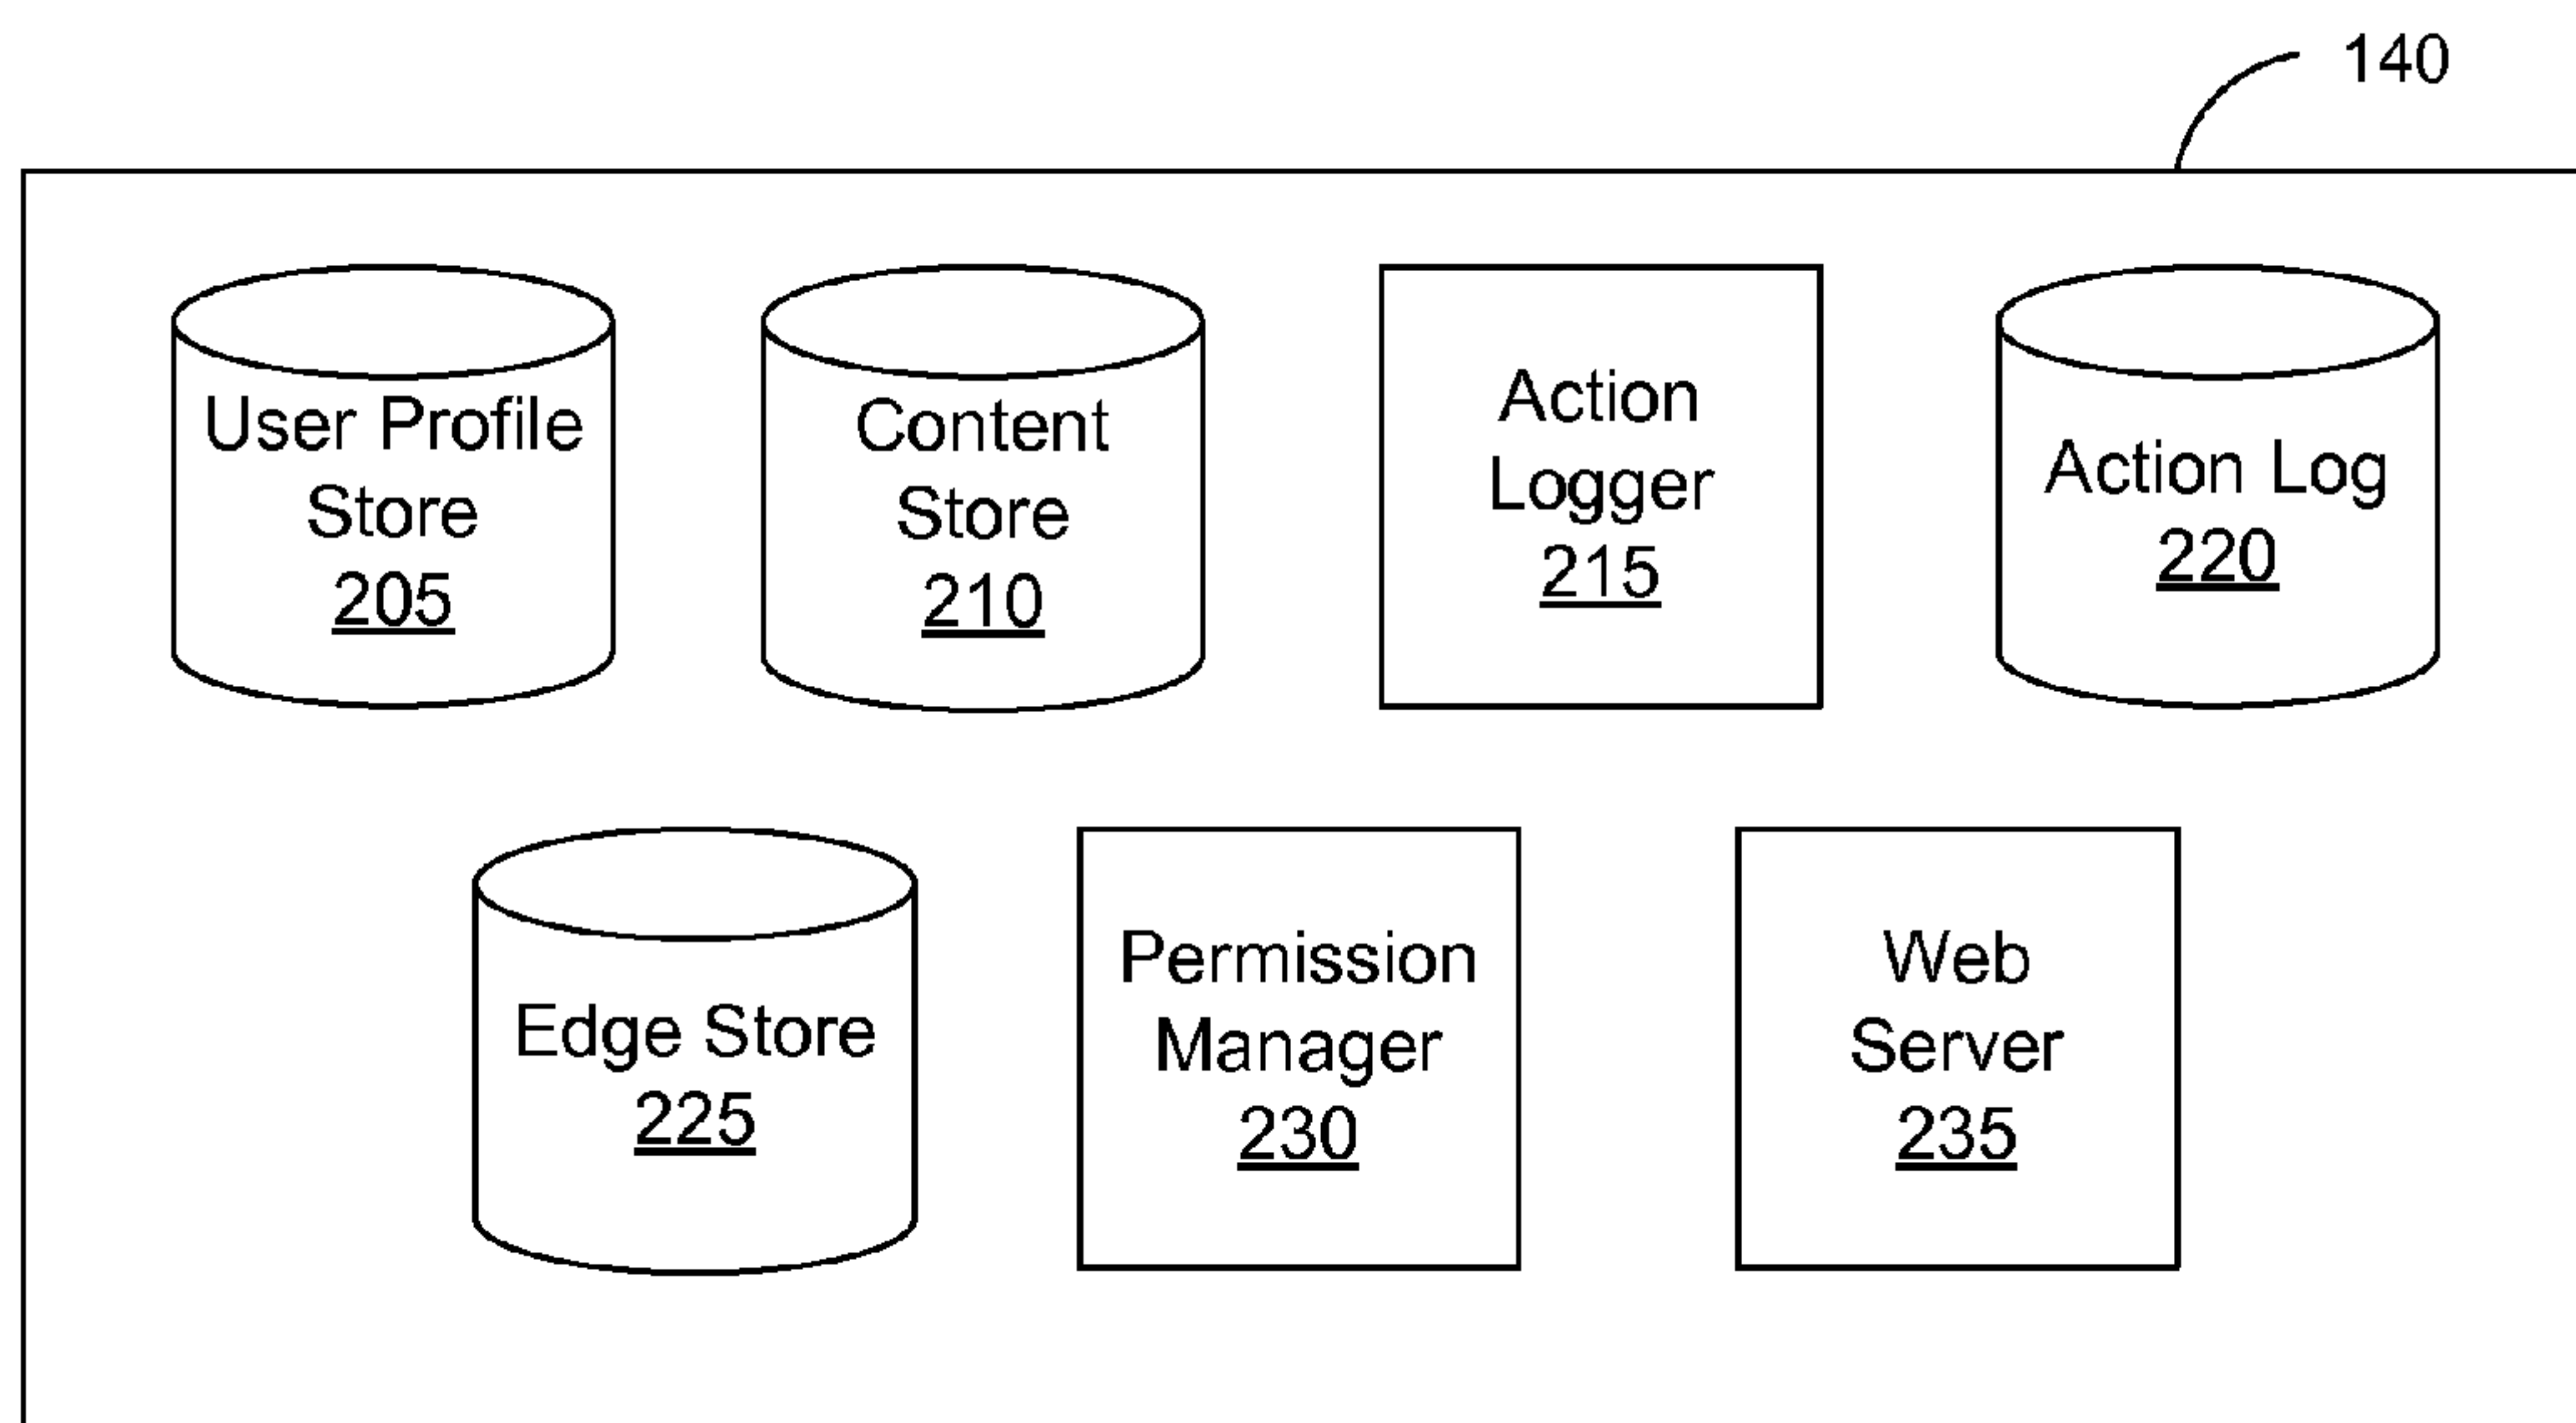 140
User Profile
Store
205
Content
Store
210
Action
Logger
215
Action Log
220
Edge Store
225
Permission
Manager
230
Web
Server
235